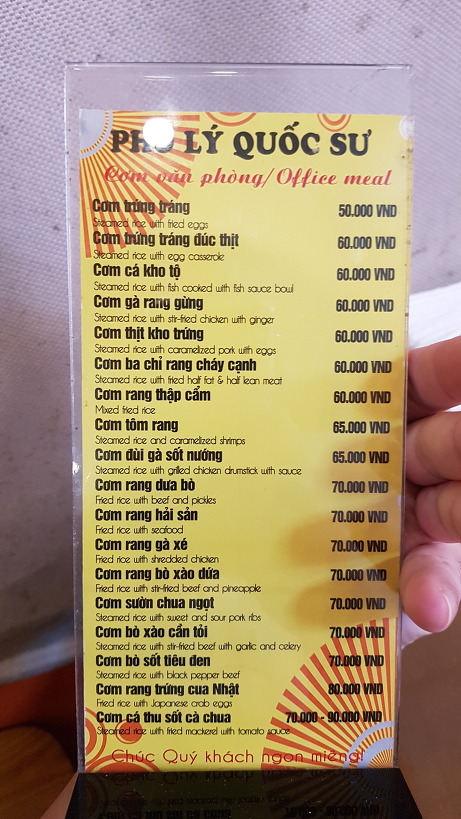 PHỞ LÝ QUỐC SƯ
Cơm văn phòng/Office meal
Cơm trứng tráng 50.000 VND
Steamed rice with fried eggs
Cơm trứng tráng đúc thịt 60.000 VND
Steamed rice with egg casserole
Cơm cá kho tộ 60.000 VND
Steamed rice with fish cooked with fish sauce bowl
Cơm gà rang gừng 60.000 VND
Steamed rice with stir-fried chicken with ginger
Cơm thịt kho trứng 60.000 VND
Steamed rice with caramelized pork with eggs
Cơm ba chỉ rang cháy cạnh 60.000 VND
Steamed rice with fried half fat & half lean meat
Cơm rang thập cẩm 60.000 VND
Mixed fried rice
Cơm tôm rang 65.000 VND
Steamed rice and caramelized shrimps
Cơm đùi gà sốt nướng 65.000 VND
Steamed rice with grilled chicken drumstick with sauce
Cơm rang dưa bò 70.000 VND
Fried rice with beef and pickles
Cơm rang hải sản 70.000 VND
Fried rice with seafood
Cơm rang gà xé 70.000 VND
Fried rice with shredded chicken
Cơm rang bò xào dứa 70.000 VND
Fried rice with stir-fried beef and pineapple
Cơm sườn chua ngọt 70.000 VND
Steamed rice with sweet and sour pork ribs
Cơm bò xào cần tỏi 70.000 VND
Steamed rice with stir-fried beef with garlic and celery
Cơm bò sốt tiêu đen 70.000 VND
Steamed rice with black pepper beef
Cơm rang trứng cua Nhật 80.000 VND
Fried rice with Japanese crab eggs
Cơm cá thu sốt cà chua 70.000 - 90.000 VND
Steamed rice with fried mackerel with tomato sauce
Chúc Quý khách ngon miệng!